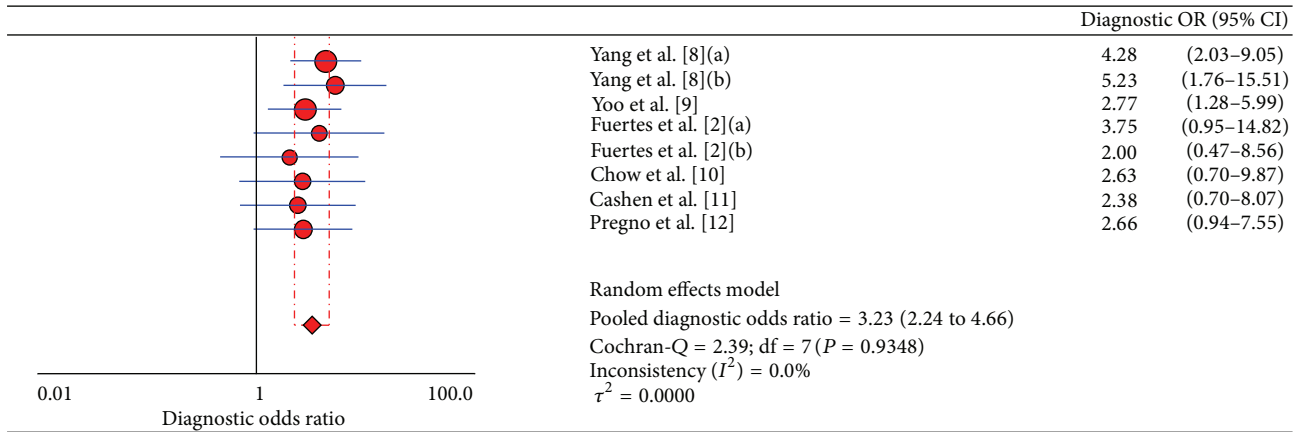 Diagnostic OR (95% CI)
Yang et al. [8](a) 4.28 (2.03–9.05)
Yang et al. [8](b) 5.23 (1.76–15.51)
Yoo et al. [9] 2.77 (1.28–5.99)
Fuertes et al. [2](a) 3.75 (0.95–14.82)
Fuertes et al. [2](b) 2.00 (0.47–8.56)
Chow et al. [10] 2.63 (0.70–9.87)
Cashen et al. [11] 2.38 (0.70–8.07)
Pregno et al. [12] 2.66 (0.94–7.55)
Random effects model
Pooled diagnostic odds ratio = 3.23 (2.24 to 4.66)
Cochran-Q = 2.39; df = 7 (P = 0.9348)
Inconsistency (I²) = 0.0%
τ² = 0.0000
0.01 1 100.0
Diagnostic odds ratio